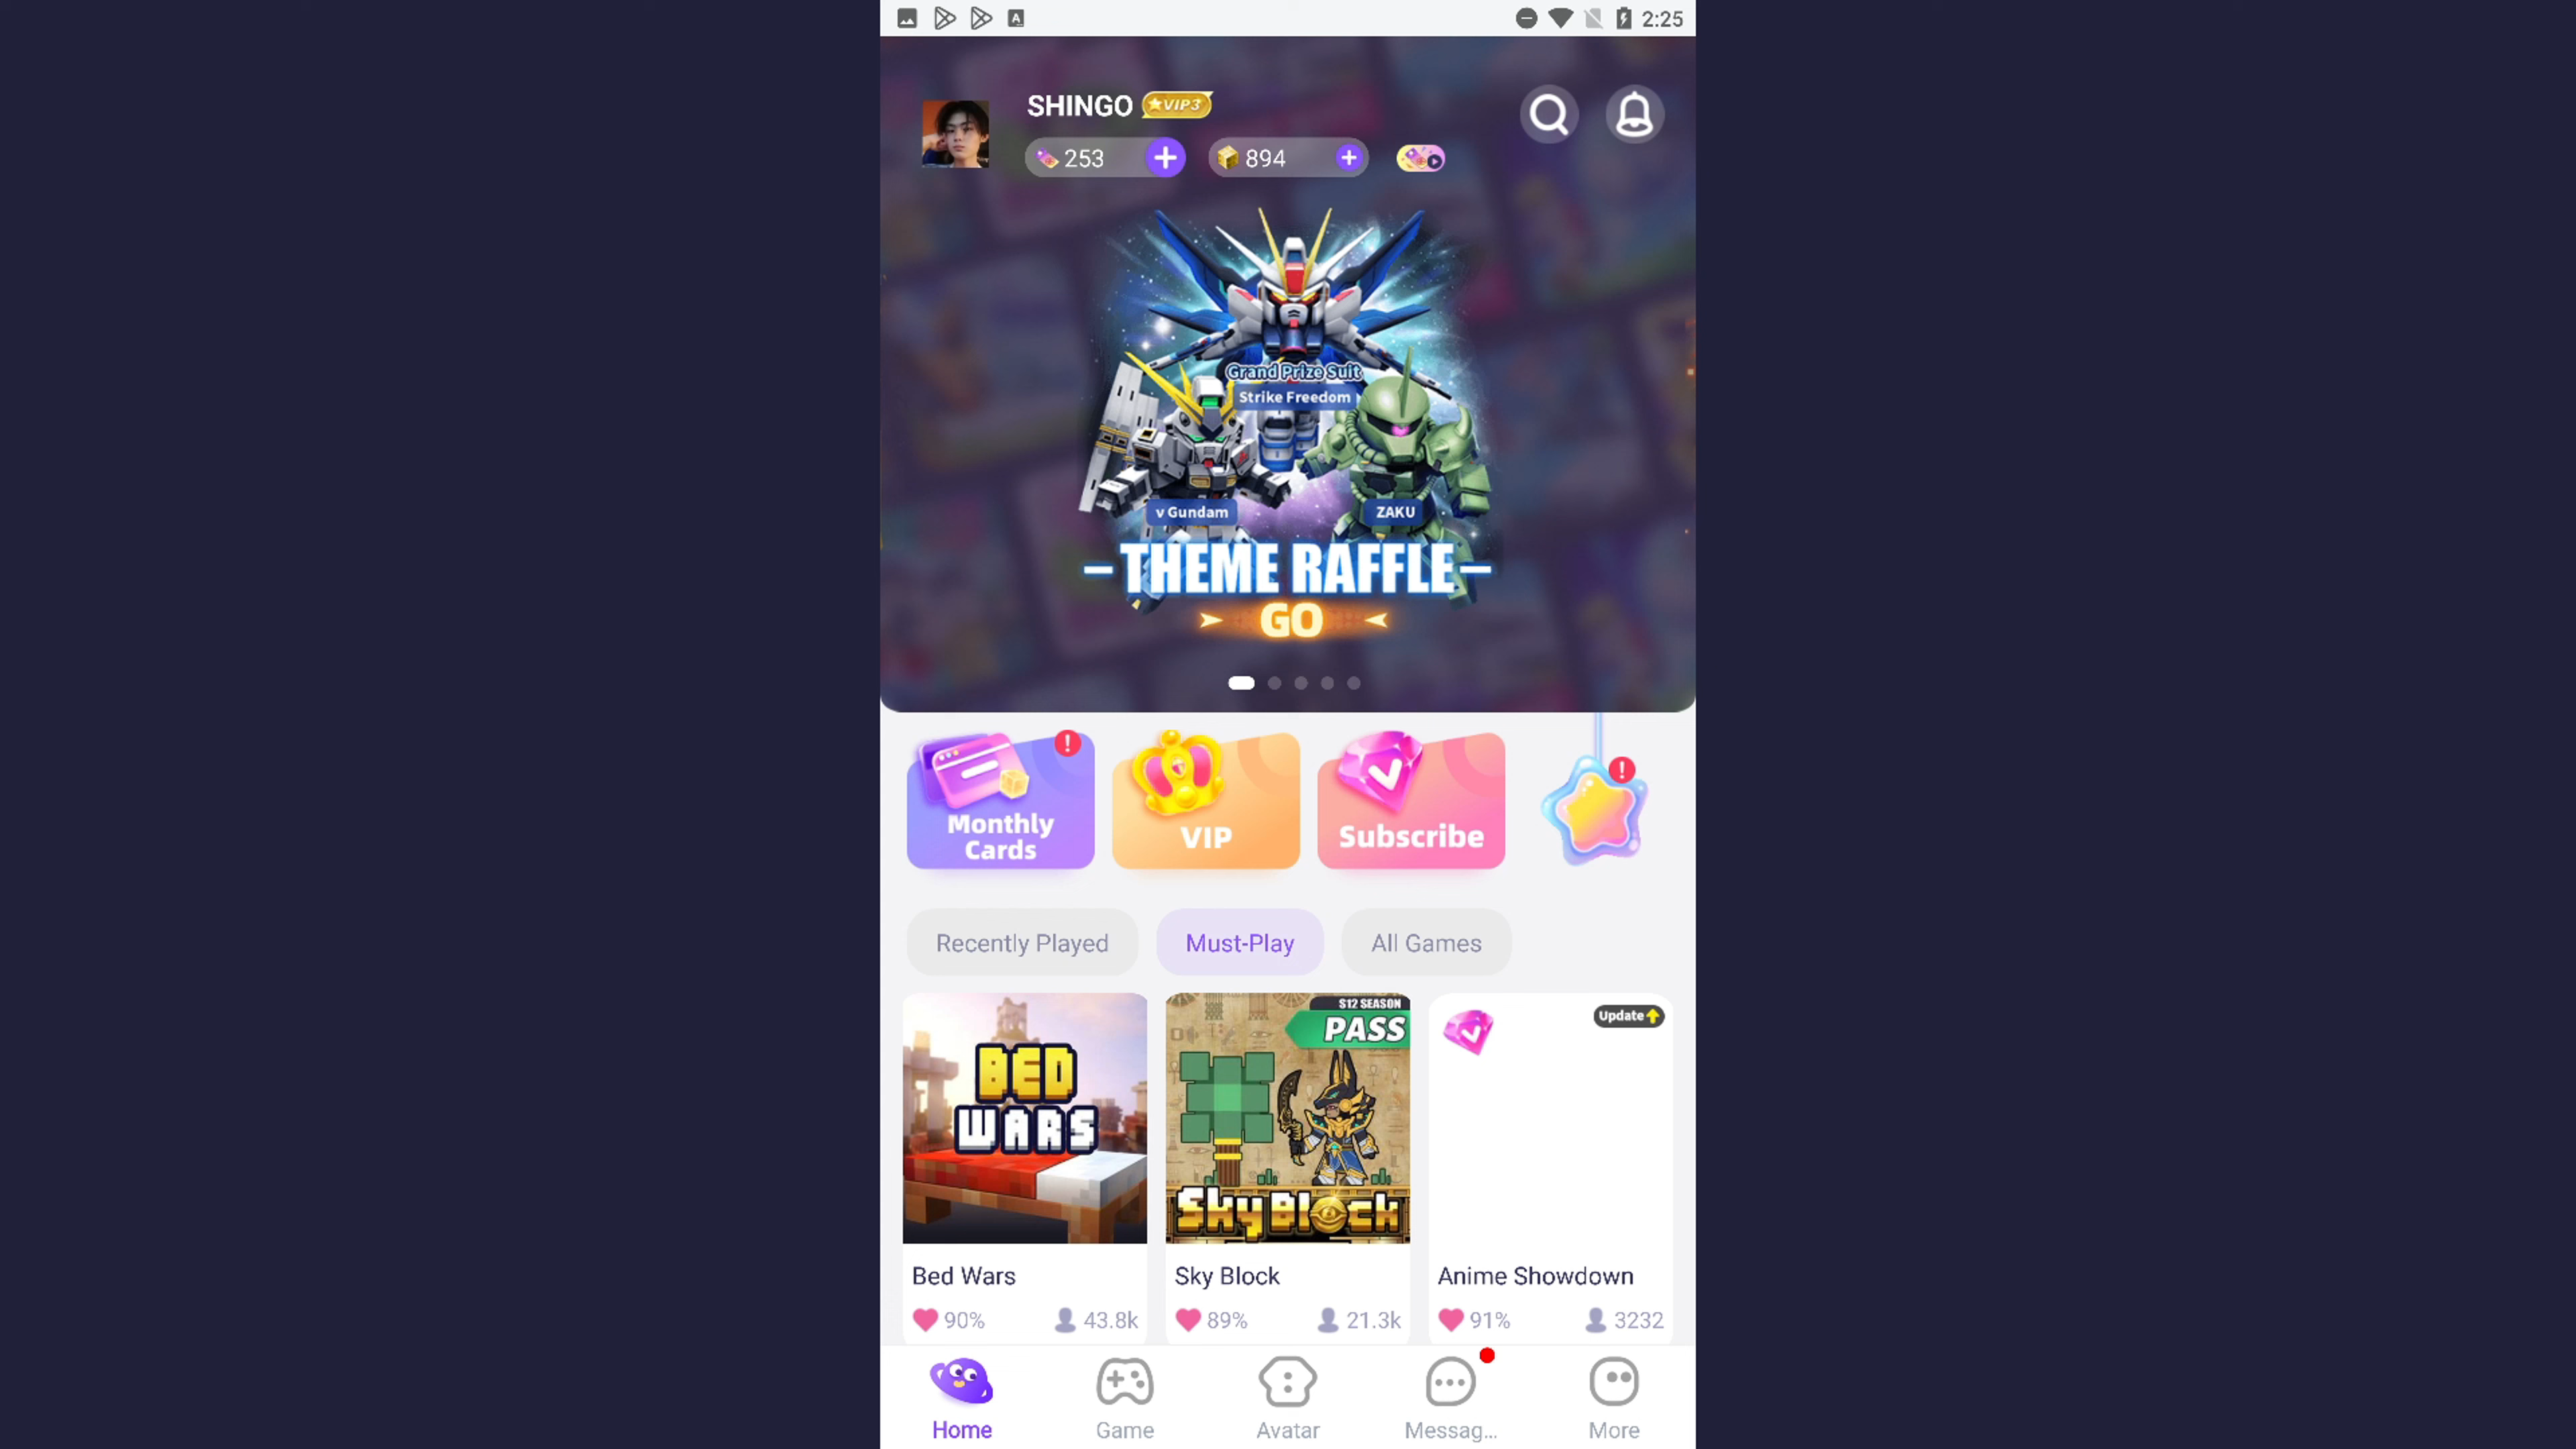 2:25
SHINGO VIP3
253 894
Grand Prize Suit
Strike Freedom
ν Gundam ZAKU
THEME RAFFLE
GO
Monthly
Cards
VIP
Subscribe
Recently Played Must-Play All Games
BED
WARS
S12 SEASON
PASS
Sky Block
Update
Bed Wars Sky Block Anime Showdown
90% 43.8k 89% 21.3k 91% 3232
Home Game Avatar Messag... More